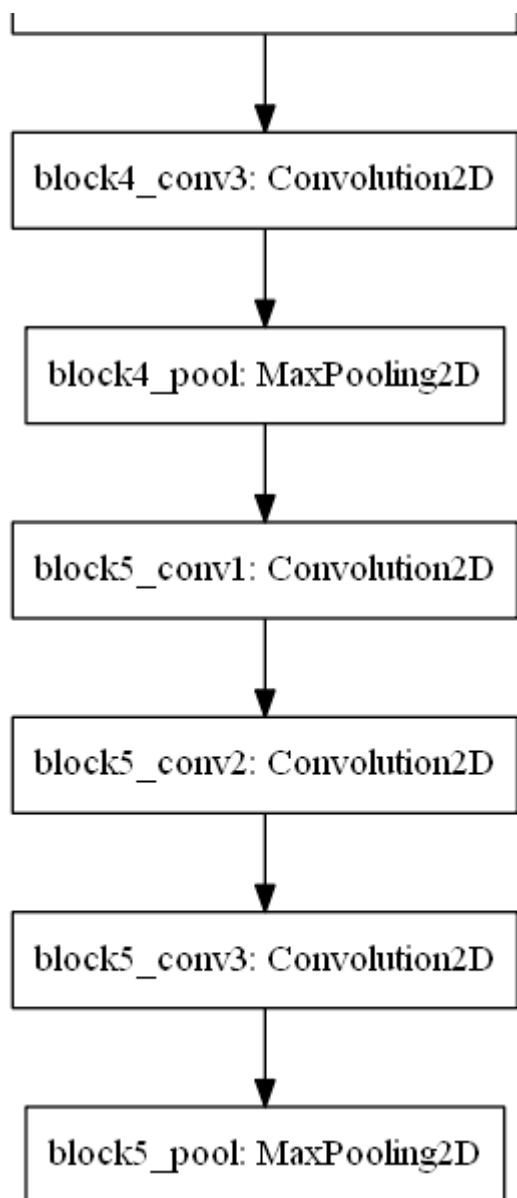 block4_conv3: Convolution2D
block4_pool: MaxPooling2D
block5_conv1: Convolution2D
block5_conv2: Convolution2D
block5_conv3: Convolution2D
block5_pool: MaxPooling2D